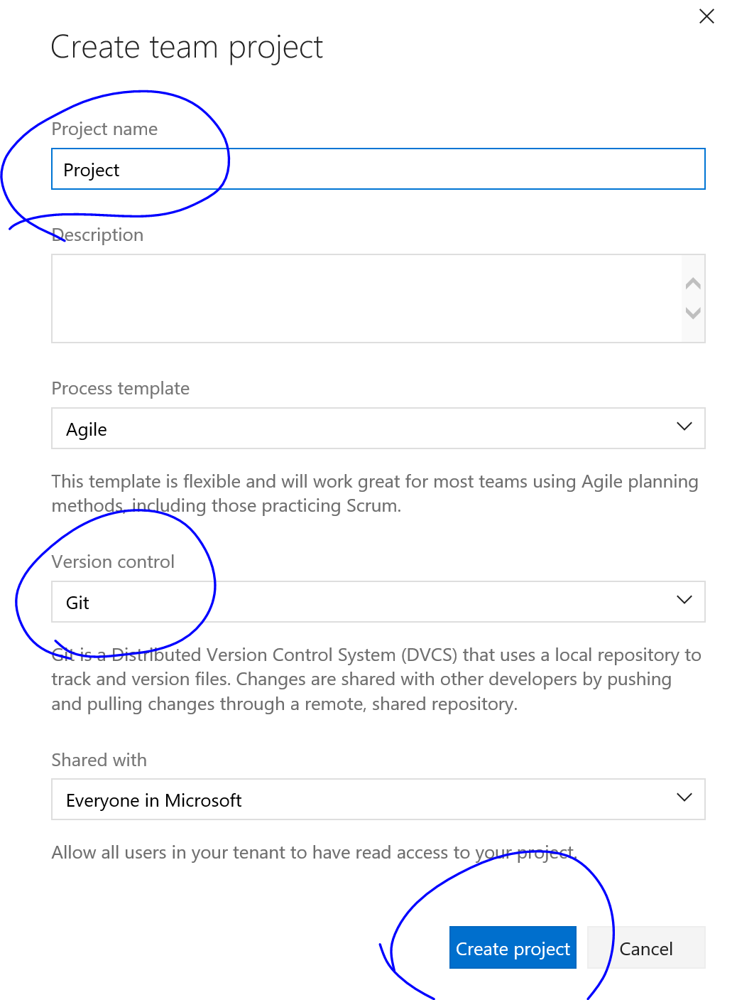 Create team project
Project name
Project
Description
Process template
Agile
This template is flexible and will work great for most teams using Agile planning
methods, including those practicing Scrum.
Version control
Git
Git is a Distributed Version Control System (DVCS) that uses a local repository to
track and version files. Changes are shared with other developers by pushing
and pulling changes through a remote, shared repository.
Shared with
Everyone in Microsoft
Allow all users in your tenant to have read access to your project.
Create project
Cancel